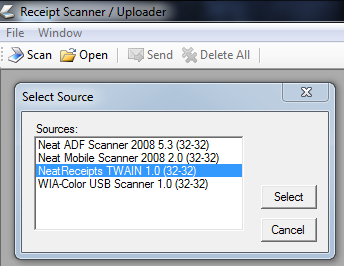 Receipt Scanner / Uploader
File Window
Scan Open Send Delete All
Select Source
Sources:
Neat ADF Scanner 2008 5.3 (32-32)
Neat Mobile Scanner 2008 2.0 (32-32)
NeatReceipts TWAIN 1.0 (32-32)
WIA-Color USB Scanner 1.0 (32-32)
Select
Cancel